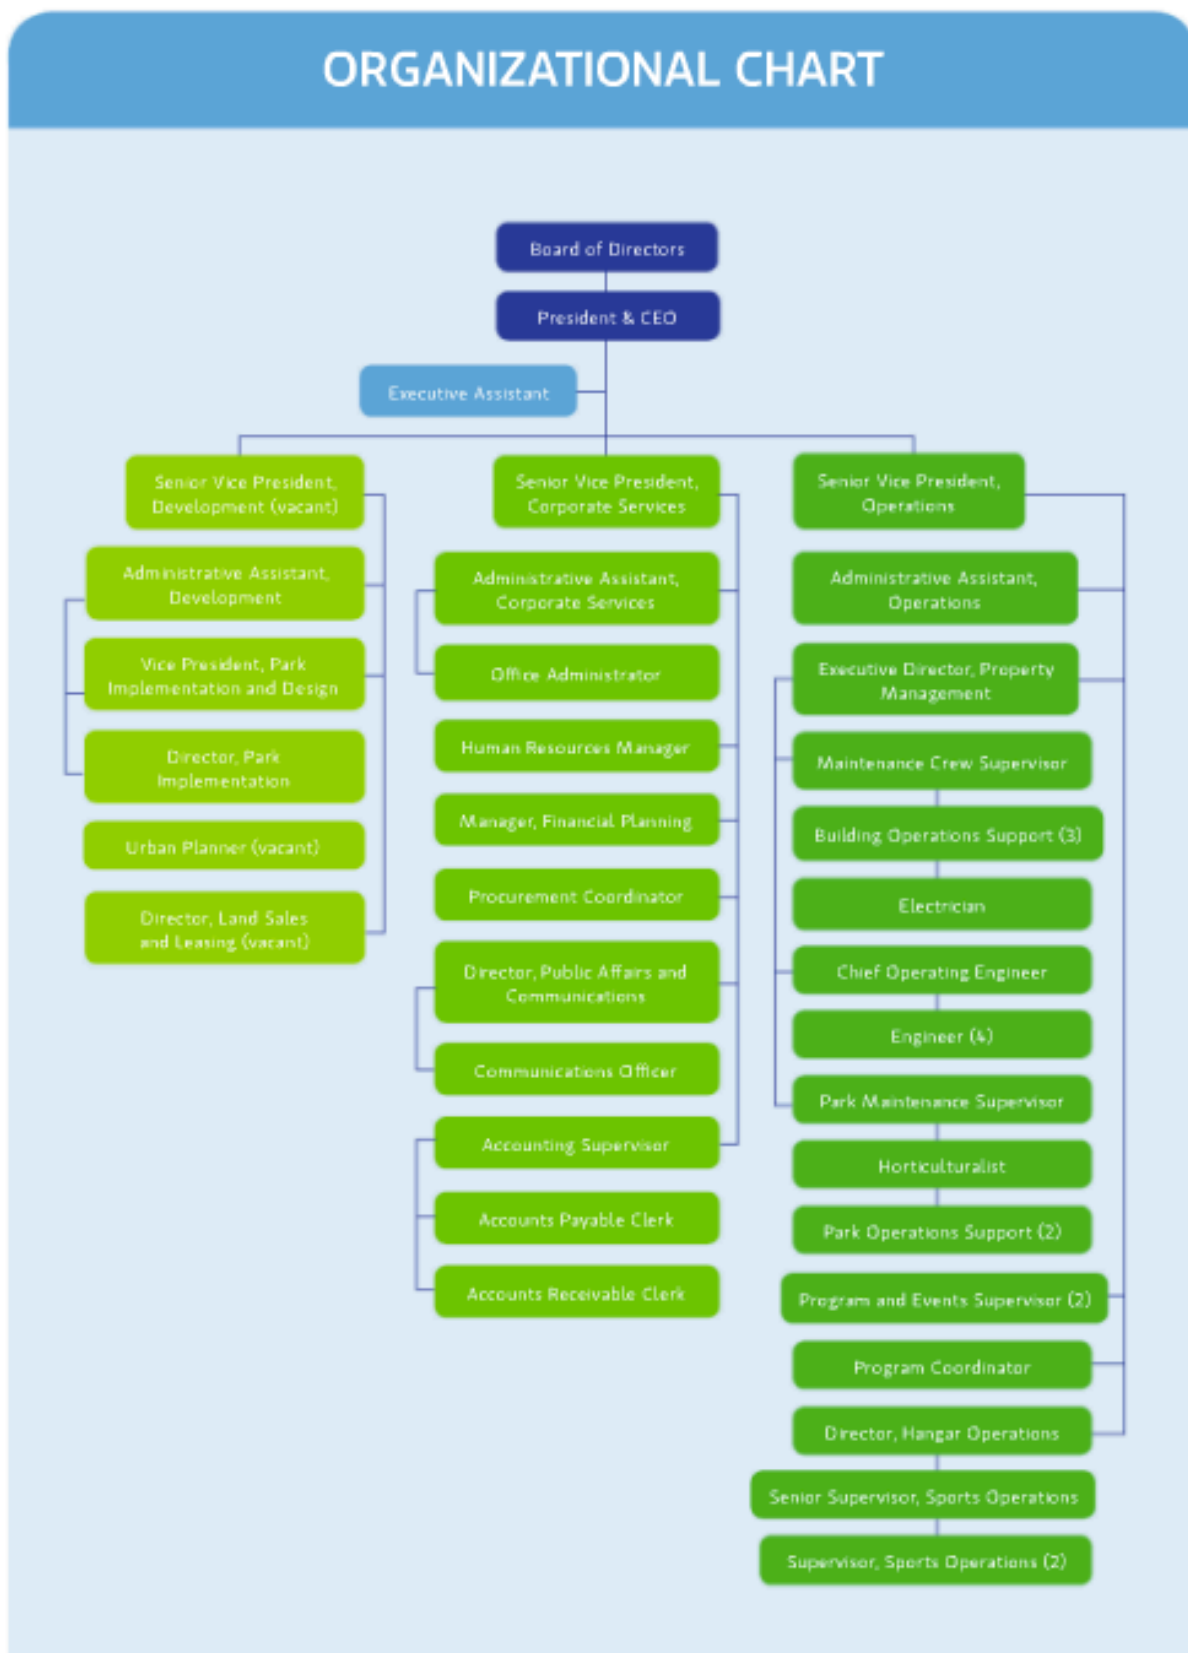 ORGANIZATIONAL CHART
Board of Directors
President & CEO
Executive Assistant
Senior Vice President,
Development (vacant)
Administrative Assistant,
Development
Vice President, Park
Implementation and Design
Director, Park
Implementation
Urban Planner (vacant)
Director, Land Sales
and Leasing (vacant)
Senior Vice President,
Corporate Services
Administrative Assistant,
Corporate Services
Office Administrator
Human Resources Manager
Manager, Financial Planning
Procurement Coordinator
Director, Public Affairs and
Communications
Communications Officer
Accounting Supervisor
Accounts Payable Clerk
Accounts Receivable Clerk
Senior Vice President,
Operations
Administrative Assistant,
Operations
Executive Director, Property
Management
Maintenance Crew Supervisor
Building Operations Support (3)
Electrician
Chief Operating Engineer
Engineer (4)
Park Maintenance Supervisor
Horticulturalist
Park Operations Support (2)
Program and Events Supervisor (2)
Program Coordinator
Director, Hangar Operations
Senior Supervisor, Sports Operations
Supervisor, Sports Operations (2)